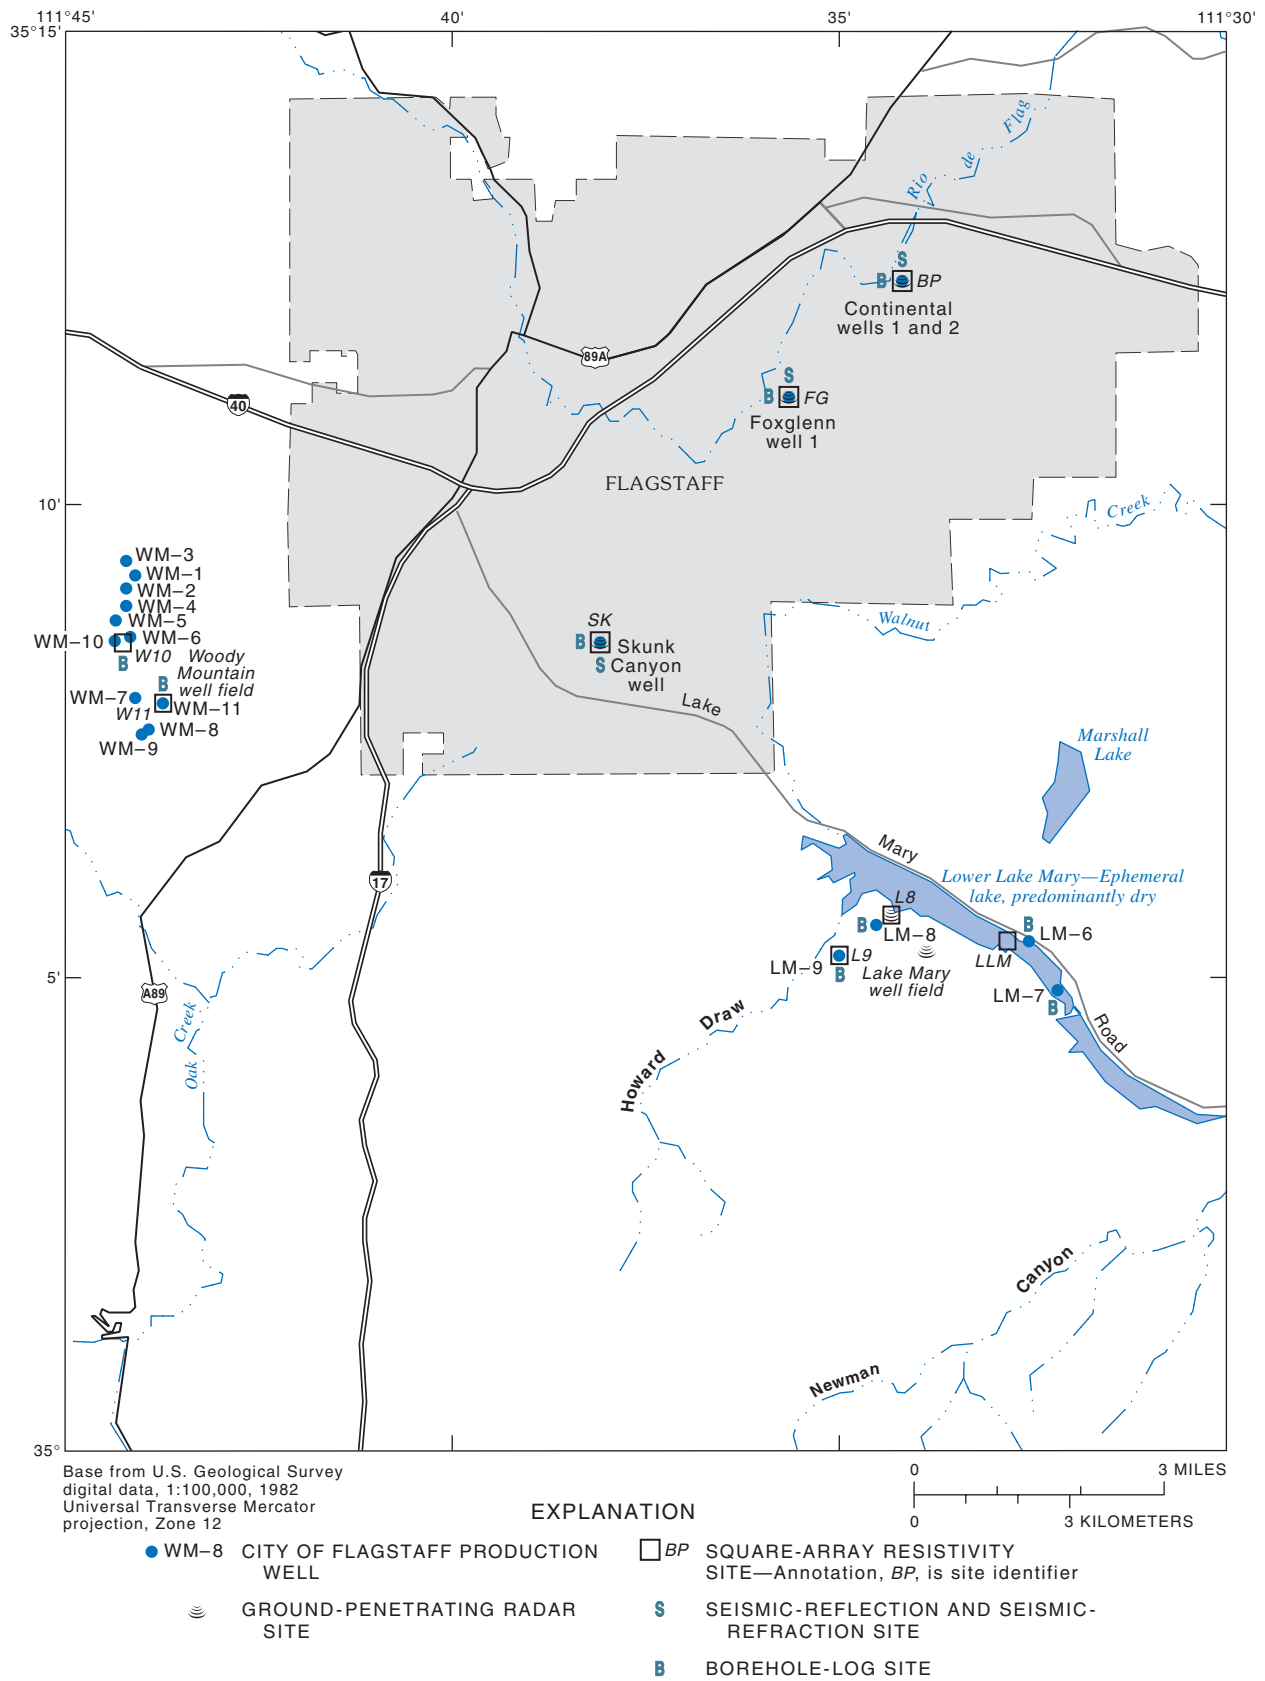 111°45'
40'
35'
111°30'
35°15'
Flag
de
Rio
S
B
BP
Continental
wells 1 and 2
89A
S
B
FG
Foxglenn
well 1
40
FLAGSTAFF
10'
Creek
WM–3
WM–1
WM–2
WM–4
WM–5
WM–6
WM–10
W10
B
Woody
Mountain
well field
B
WM–7
W11
WM–11
WM–8
WM–9
SK
B
S
Skunk
Canyon
well
Walnut
Lake
Marshall
Lake
Mary
17
Lower Lake Mary—Ephemeral
lake, predominantly dry
L8
B
LM–8
B
LM–6
LLM
L9
LM–9
B
Lake Mary
well field
LM–7
B
5'
A89
Creek
Oak
Draw
Howard
Road
Canyon
Newman
35°
Base from U.S. Geological Survey
digital data, 1:100,000, 1982
Universal Transverse Mercator
projection, Zone 12
0
3 MILES
0
3 KILOMETERS
EXPLANATION
WM–8
CITY OF FLAGSTAFF PRODUCTION
WELL
GROUND-PENETRATING RADAR
SITE
BP
SQUARE-ARRAY RESISTIVITY
SITE—Annotation, BP, is site identifier
S
SEISMIC-REFLECTION AND SEISMIC-
REFRACTION SITE
B
BOREHOLE-LOG SITE